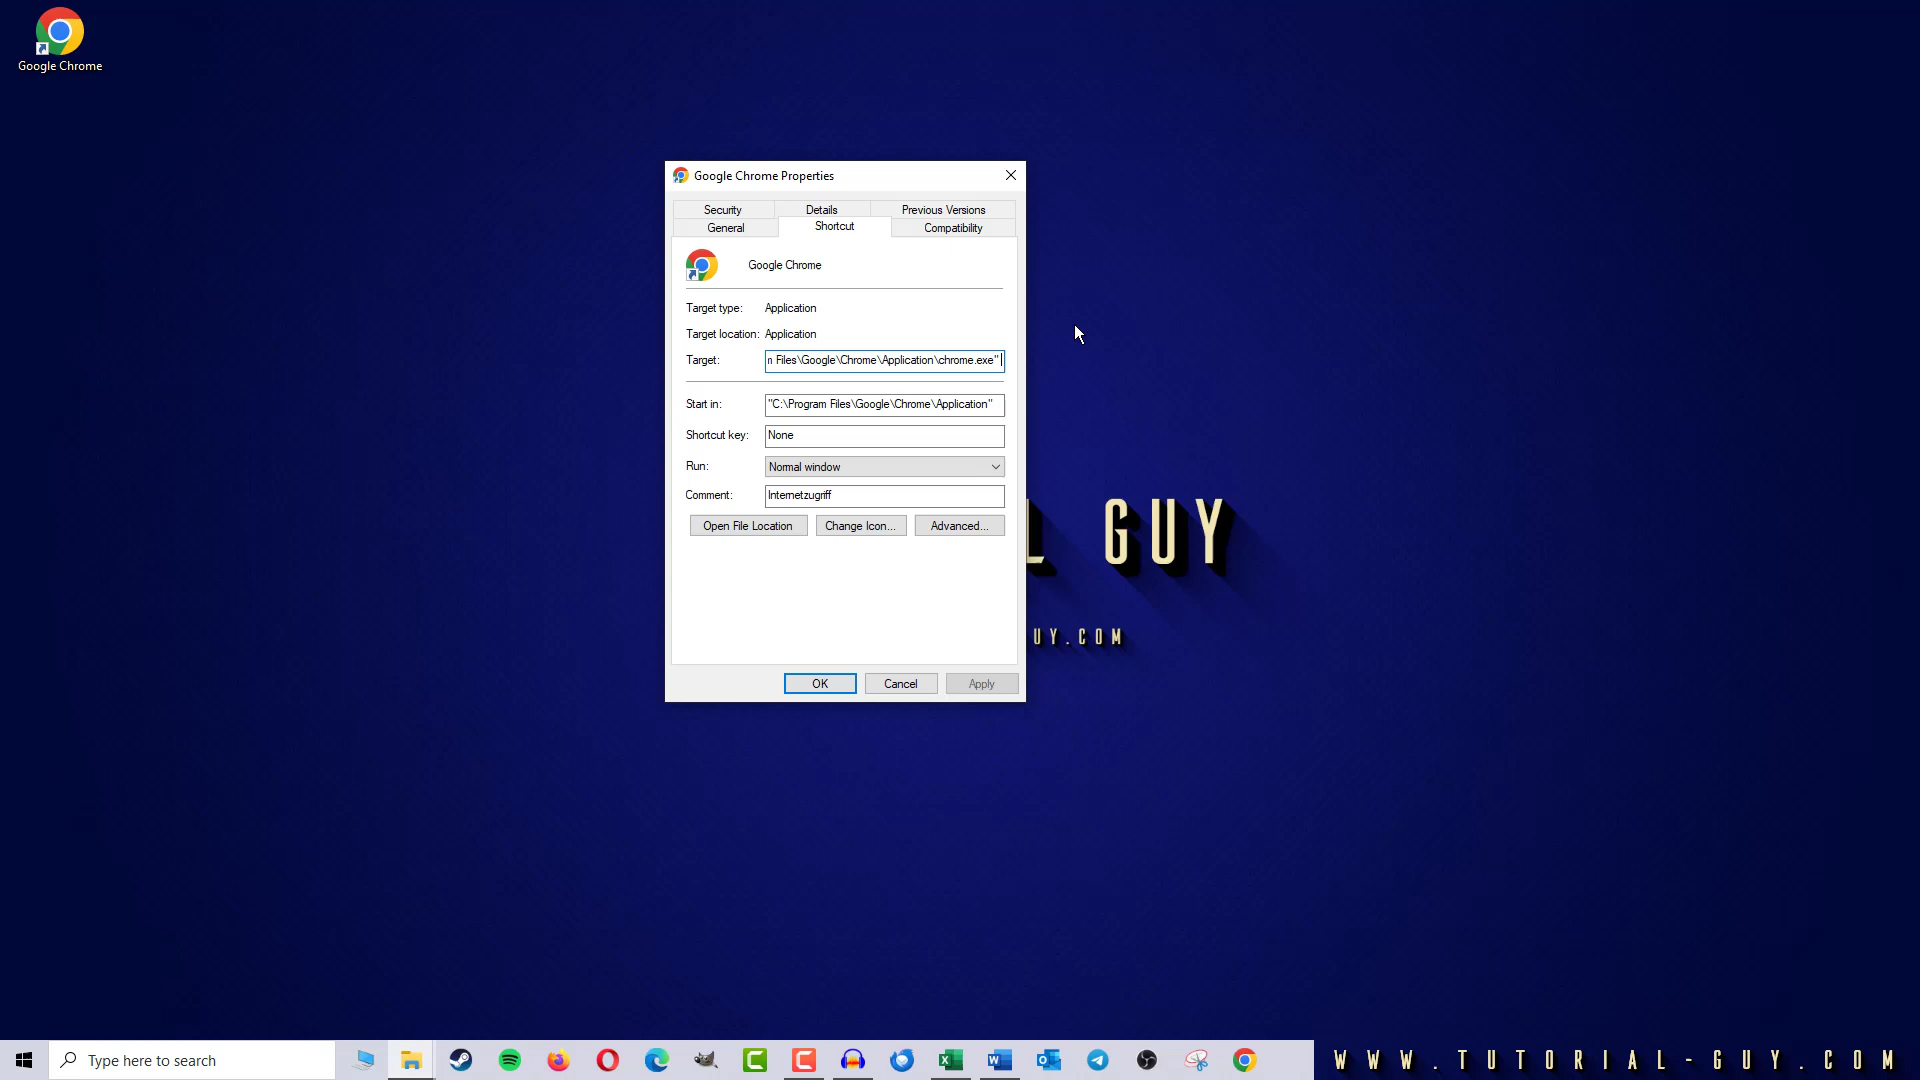 Google Chrome
Google Chrome Properties
Security
Details
Previous Versions
General
Shortcut
Compatibility
Google Chrome
Target type: Application
Target location: Application
Target: n Files\Google\Chrome\Application\chrome.exe"
Start in: "C:\Program Files\Google\Chrome\Application"
Shortcut key: None
Run: Normal window
Comment: Internetzugriff
Open File Location
Change Icon...
Advanced...
L GUY
UY.COM
OK
Cancel
Apply
Type here to search
WWW.TUTORIAL-GUY.COM